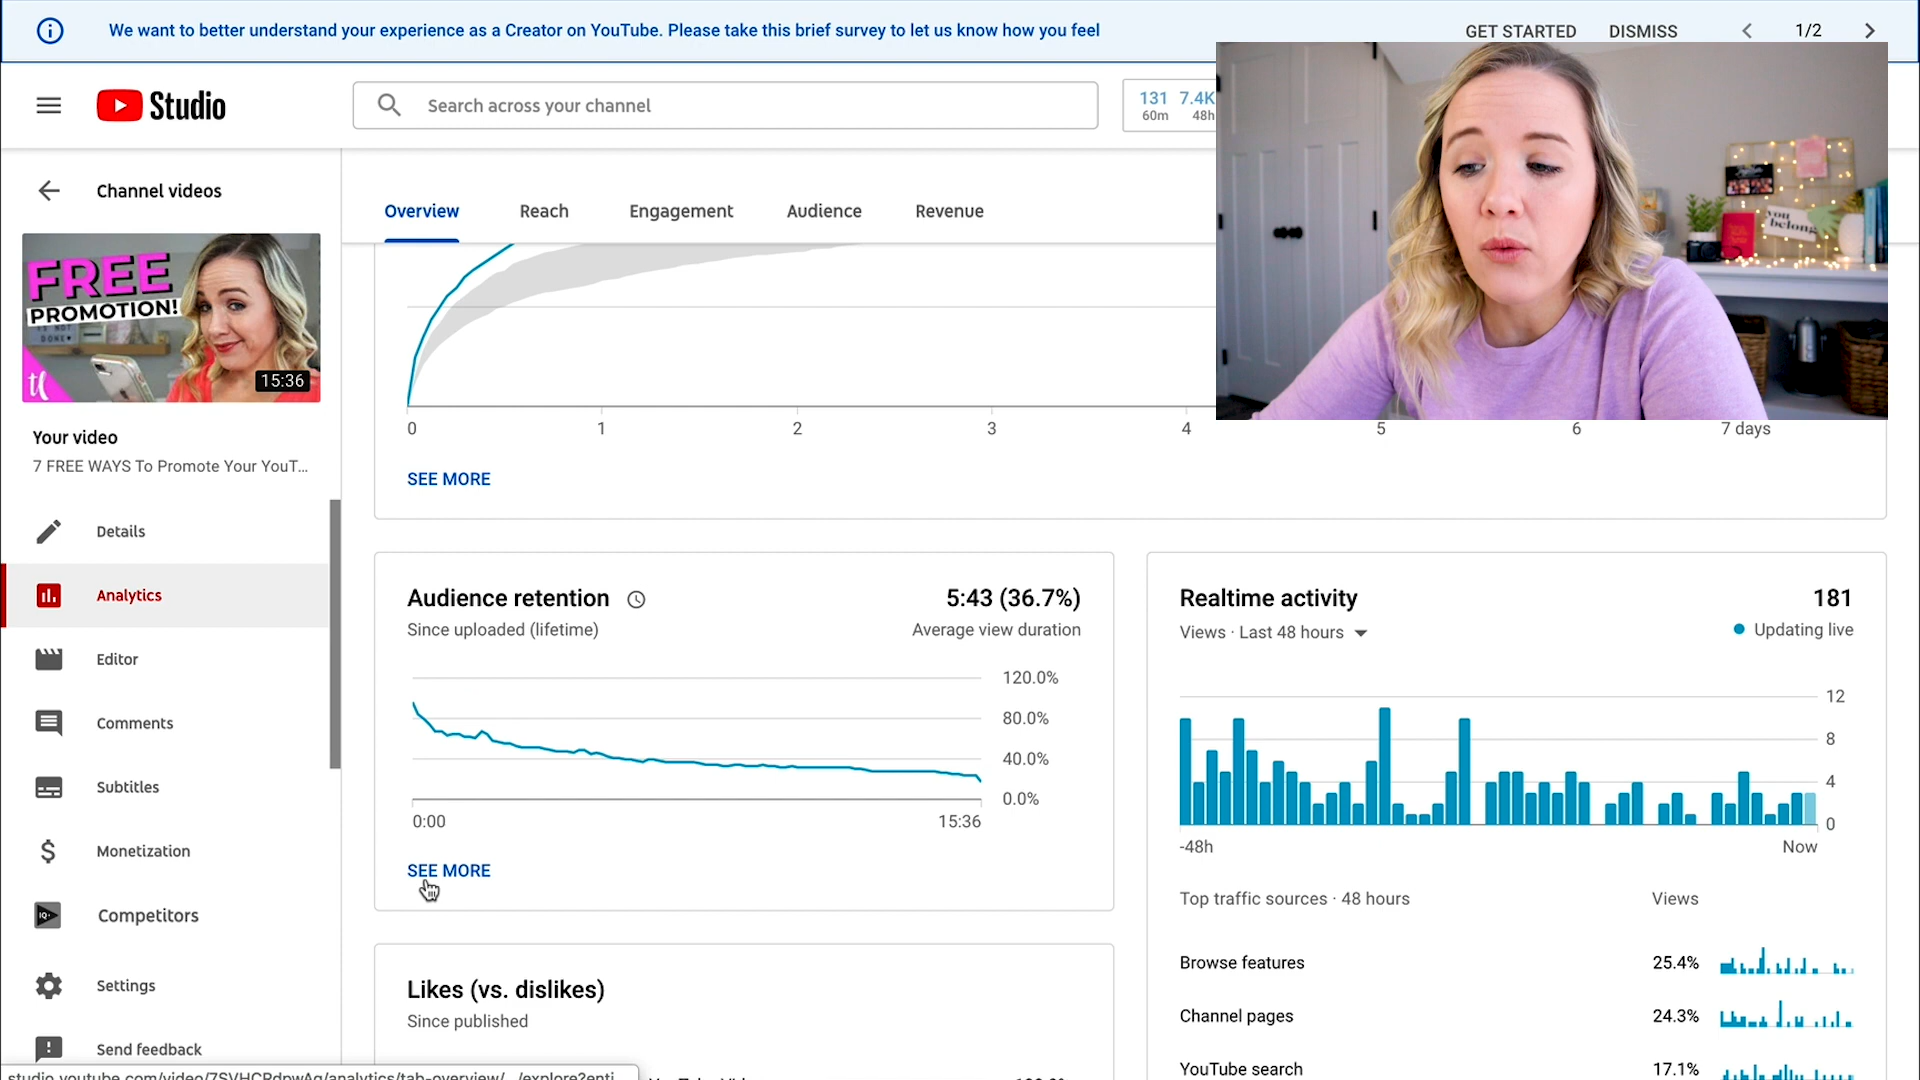 We want to better understand your experience as a Creator on YouTube. Please take this brief survey to let us know how you feel
GET STARTED DISMISS 1/2
Studio
Search across your channel
131 7.4K
60m 48h
Channel videos
Overview Reach Engagement Audience Revenue
FREE
PROMOTION!
IS NOT
DONE
tl
15:36
you
belong
Your video
7 FREE WAYS To Promote Your YouT...
Details
Analytics
Editor
Comments
Subtitles
Monetization
IQ
Competitors
Settings
Send feedback
0 1 2 3 4 5 6 7 days
SEE MORE
Audience retention 5:43 (36.7%)
Since uploaded (lifetime) Average view duration
120.0%
80.0%
40.0%
0.0%
0:00 15:36
SEE MORE
Likes (vs. dislikes)
Since published
Realtime activity 181
Views · Last 48 hours Updating live
12
8
4
0
-48h Now
Top traffic sources · 48 hours Views
Browse features 25.4%
Channel pages 24.3%
YouTube search 17.1%